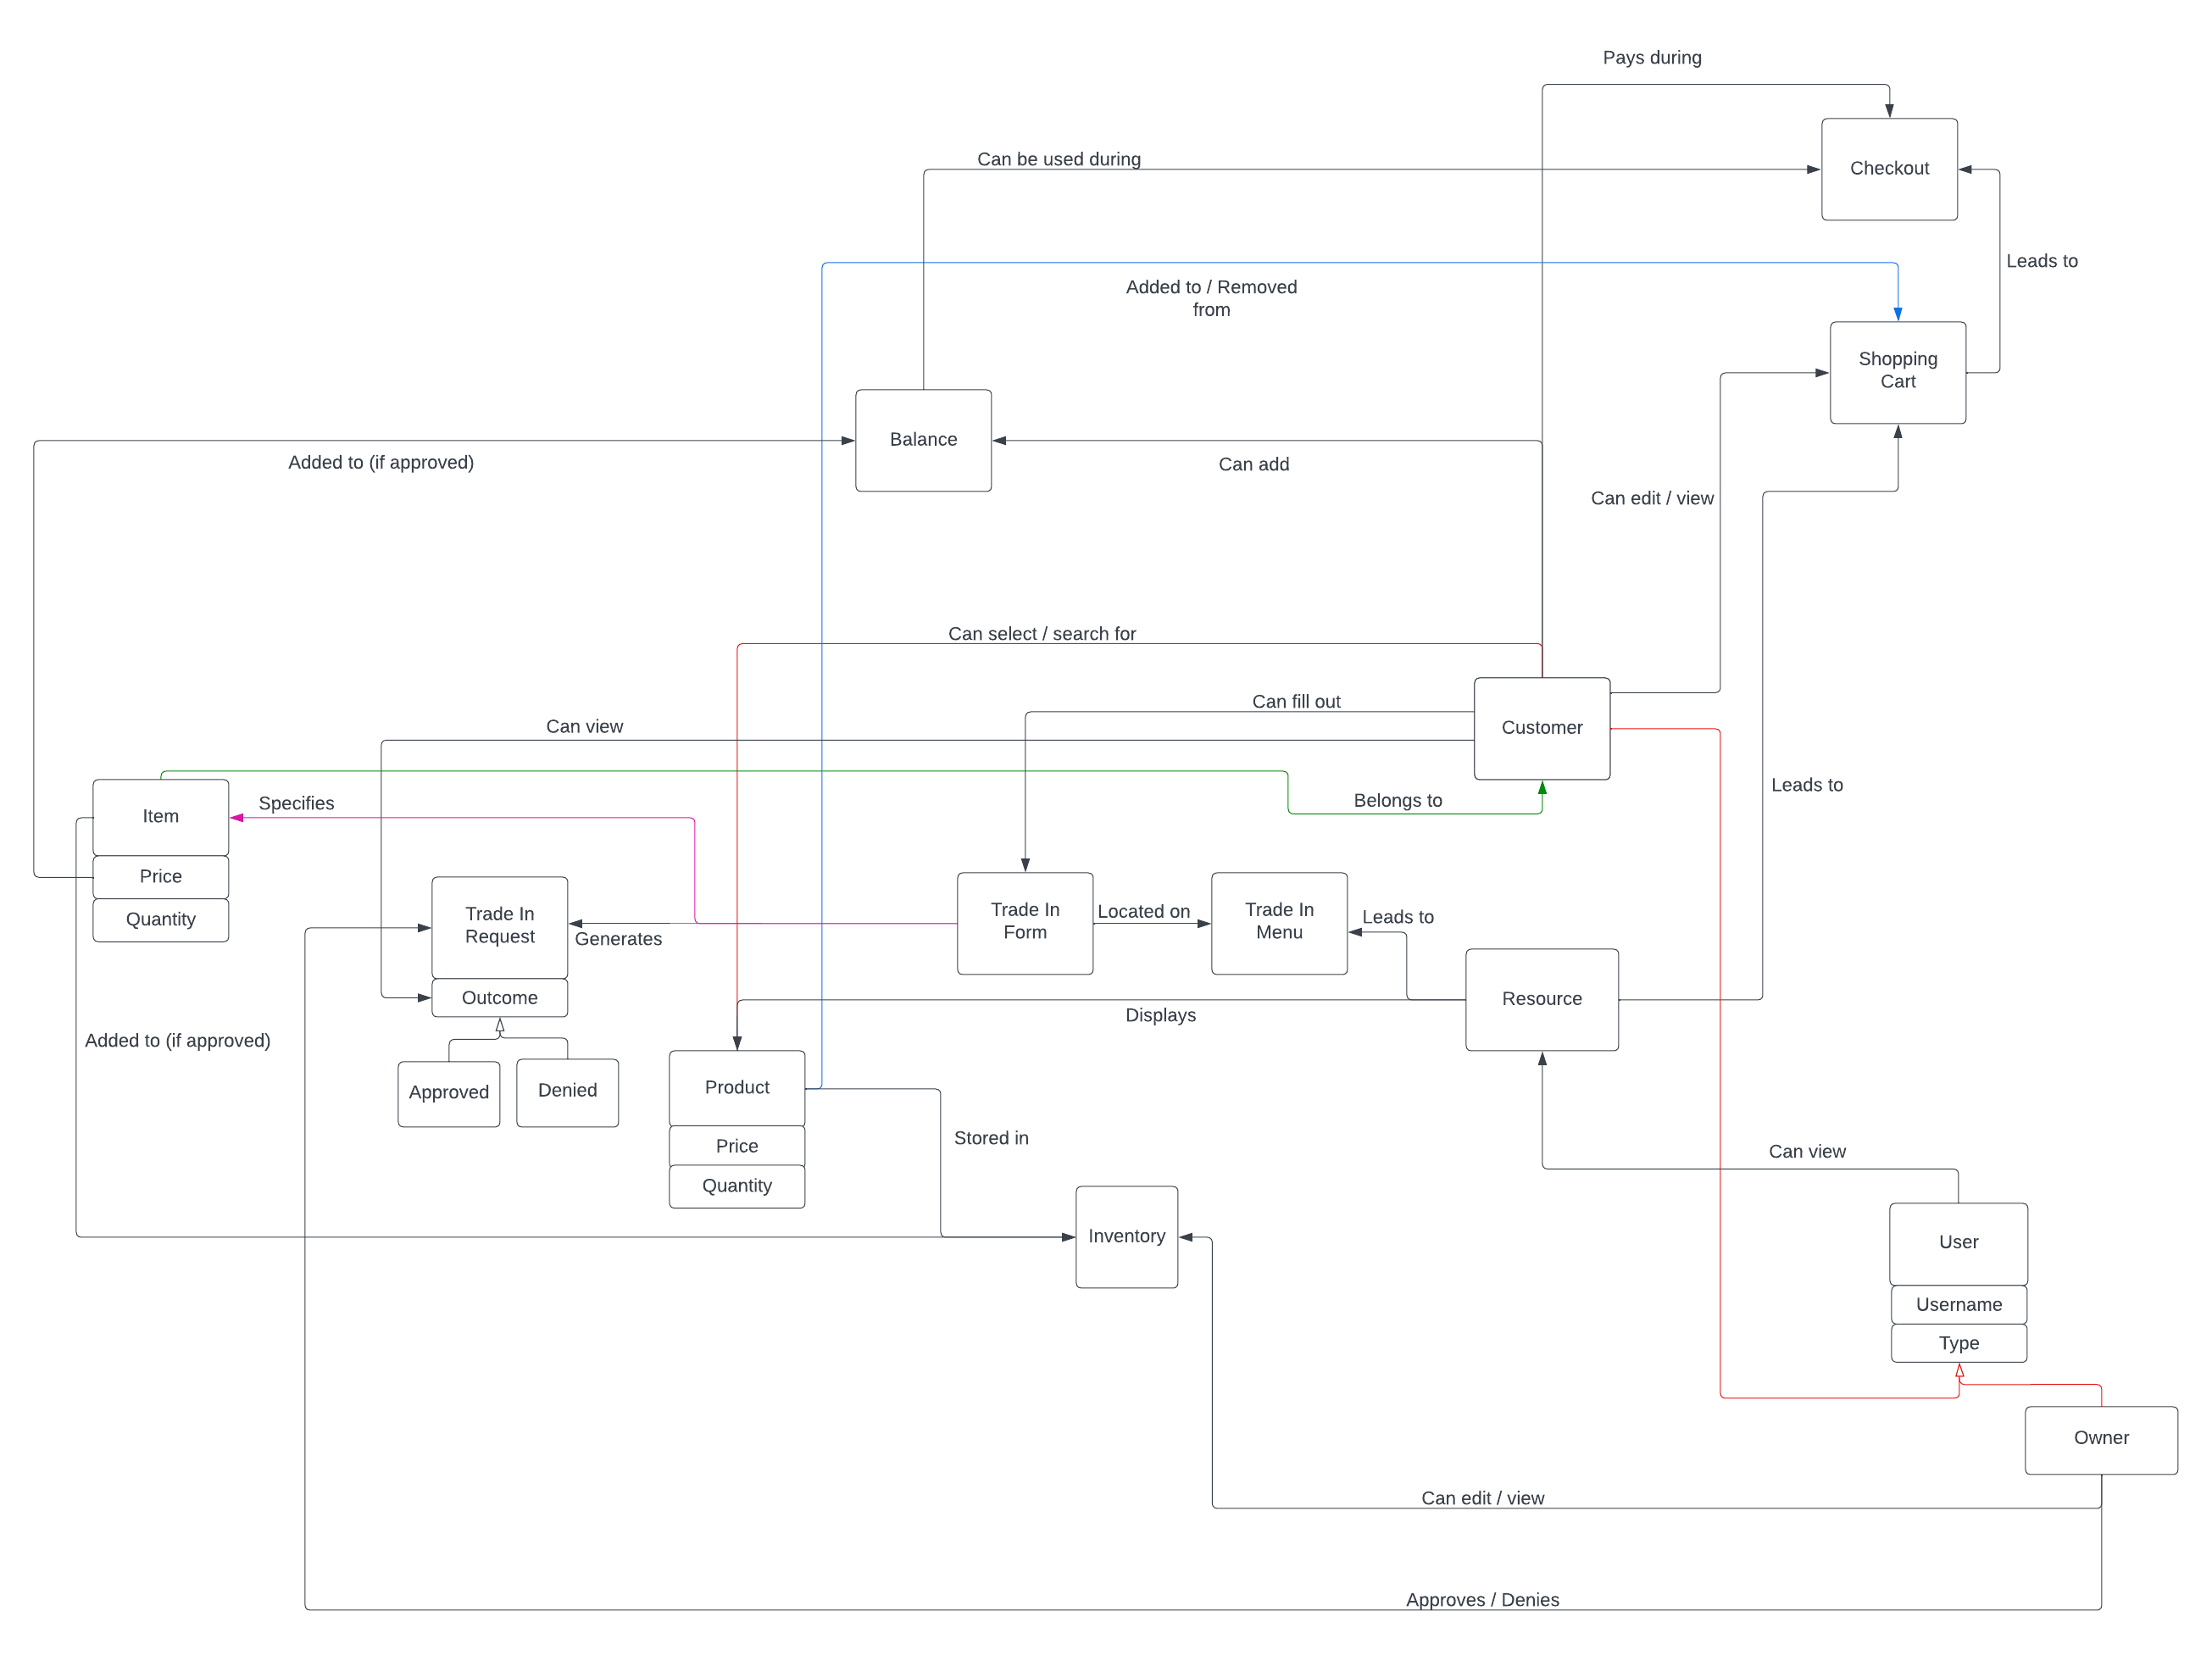 Pays during
Can be used during
Checkout
Leads to
Added to / Removed
from
Shopping
Cart
Balance
Added to (if approved)
Can add
Can edit / view
Can select / search for
Can fill out
Can view
Customer
Leads to
Specifies
Belongs to
Item
Price
Quantity
Trade In
Request
Generates
Outcome
Trade In
Form
Located on
Trade In
Menu
Leads to
Resource
Displays
Added to (if approved)
Approved
Denied
Product
Price
Quantity
Stored in
Can view
Inventory
User
Username
Type
Owner
Can edit / view
Approves / Denies